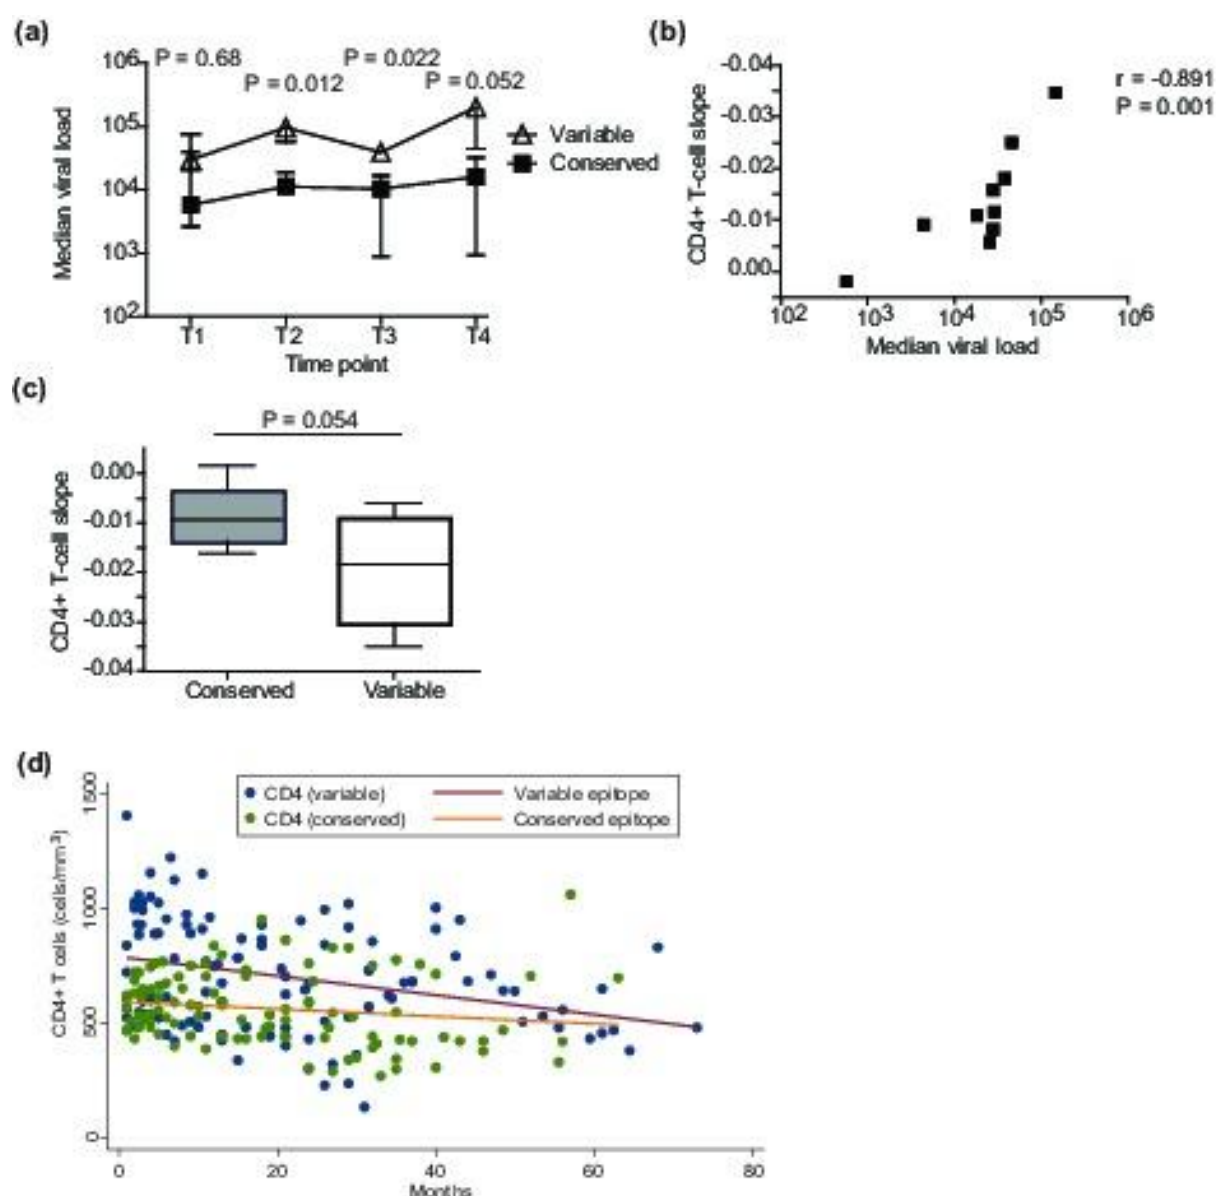 (a)
10⁶
P = 0.68
P = 0.012
P = 0.022
P = 0.052
10⁵
10⁴
10³
10²
Median viral load
T1 T2 T3 T4
Time point
Variable
Conserved
(b)
-0.04
-0.03
-0.02
-0.01
0.00
CD4+ T-cell slope
r = -0.891
P = 0.001
10² 10³ 10⁴ 10⁵ 10⁶
Median viral load
(c)
P = 0.054
0.00
-0.01
-0.02
-0.03
-0.04
CD4+ T-cell slope
Conserved Variable
(d)
CD4 (variable) Variable epitope
CD4 (conserved) Conserved epitope
1500
1000
500
0
CD4+ T cells (cells/mm⁻³)
0 20 40 60 80
Months